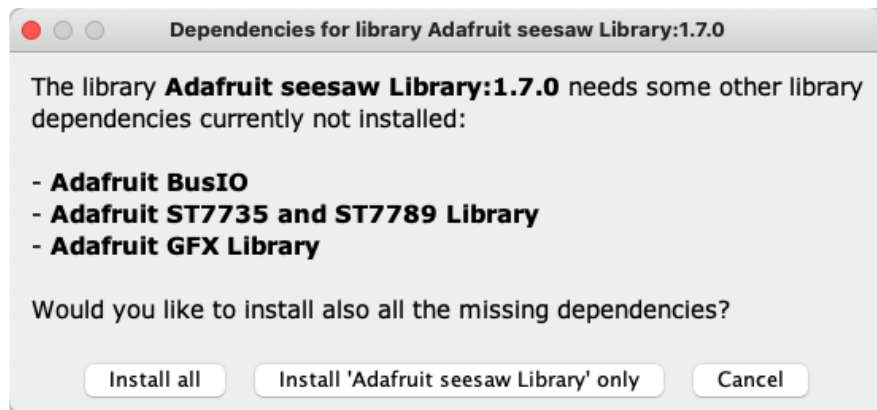 Dependencies for library Adafruit seesaw Library:1.7.0
The library Adafruit seesaw Library:1.7.0 needs some other library
dependencies currently not installed:
- Adafruit BusIO
- Adafruit ST7735 and ST7789 Library
- Adafruit GFX Library
Would you like to install also all the missing dependencies?
Install all Install 'Adafruit seesaw Library' only Cancel